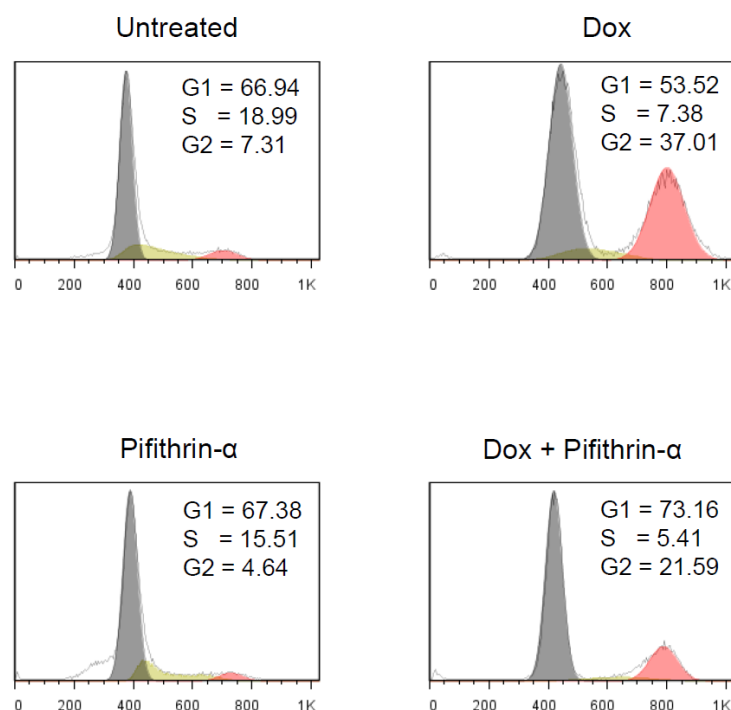 Untreated
G1 = 66.94
S = 18.99
G2 = 7.31
0 200 400 600 800 1K
Dox
G1 = 53.52
S = 7.38
G2 = 37.01
0 200 400 600 800 1K
Pifithrin-α
G1 = 67.38
S = 15.51
G2 = 4.64
0 200 400 600 800 1K
Dox + Pifithrin-α
G1 = 73.16
S = 5.41
G2 = 21.59
0 200 400 600 800 1K